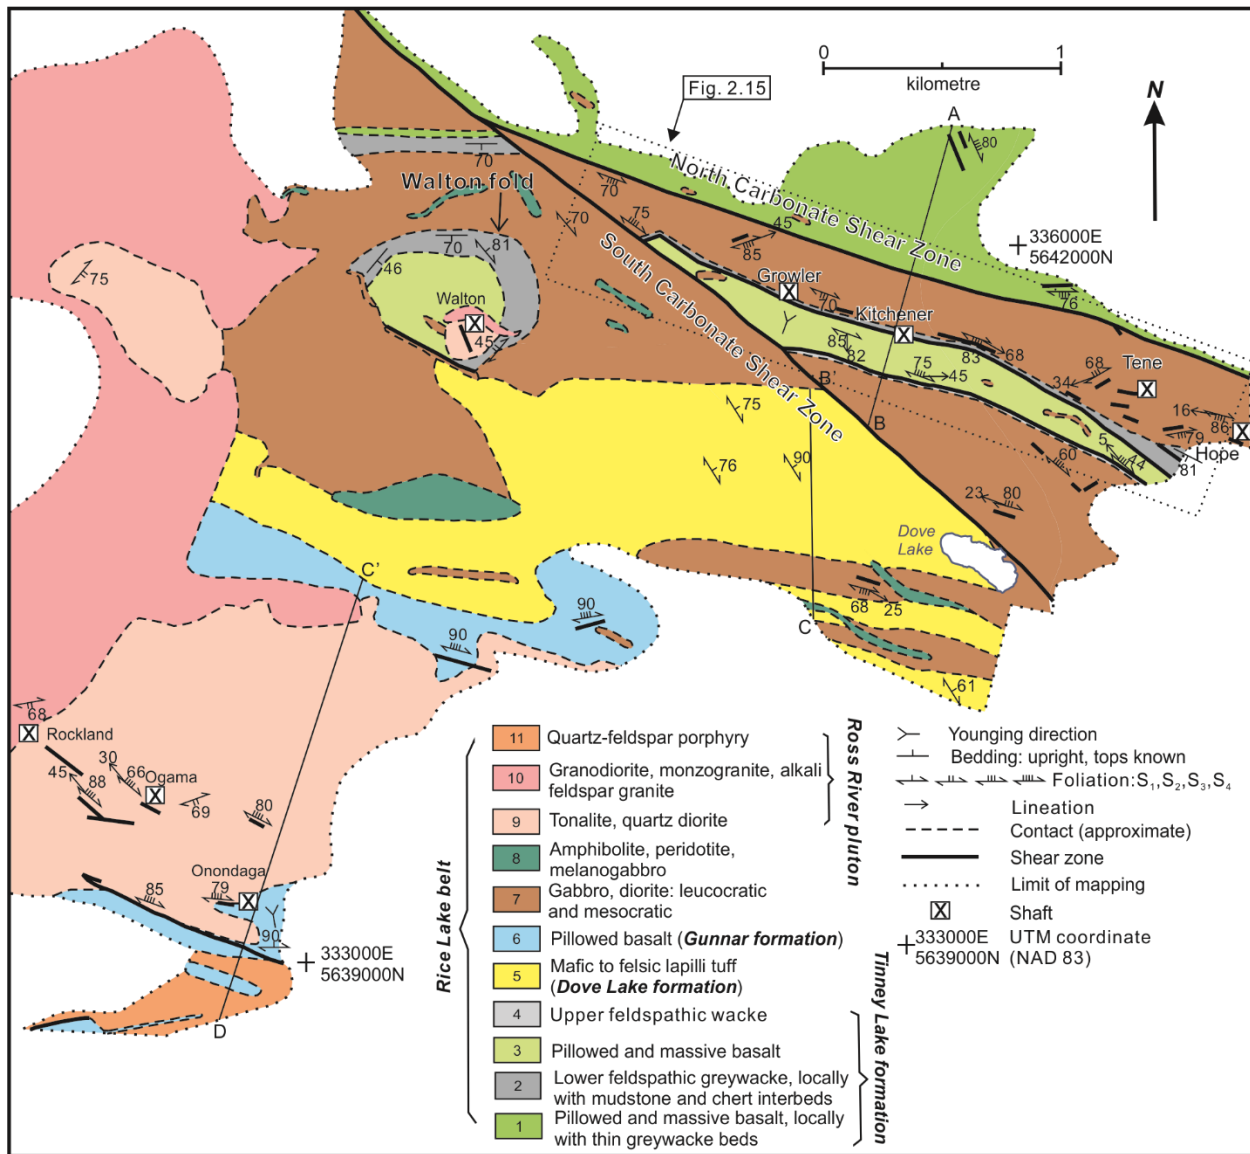 0
1
kilometre
Fig. 2.15
N
A
80
70
Walton fold
70
81
46
Walton
45
75
70
75
70
North Carbonate Shear Zone
45
85
336000E
5642000N
76
South Carbonate Shear Zone
Growler
70
Kitchener
85
82
83
68
75
45
68
34
Tene
16
86
79
Hope
81
5
44
60
B'
B
75
76
90
23
80
Dove
Lake
C'
90
90
68
25
C
61
68
Rockland
45
88
30
66
Ogama
69
80
Onondaga
79
85
90
333000E
5639000N
D
Rice Lake belt
11 Quartz-feldspar porphyry
10 Granodiorite, monzogranite, alkali
feldspar granite
9 Tonalite, quartz diorite
Ross River pluton
8 Amphibolite, peridotite,
melanogabbro
7 Gabbro, diorite: leucocratic
and mesocratic
6 Pillowed basalt (Gunnar formation)
5 Mafic to felsic lapilli tuff
(Dove Lake formation)
4 Upper feldspathic wacke
3 Pillowed and massive basalt
2 Lower feldspathic greywacke, locally
with mudstone and chert interbeds
1 Pillowed and massive basalt, locally
with thin greywacke beds
Tinney Lake formation
Younging direction
Bedding: upright, tops known
Foliation: S1, S2, S3, S4
Lineation
Contact (approximate)
Shear zone
Limit of mapping
Shaft
333000E
5639000N
UTM coordinate
(NAD 83)